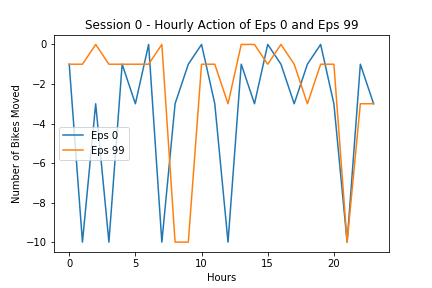 Session 0 - Hourly Action of Eps 0 and Eps 99
Number of Bikes Moved
0
−2
−4
−6
−8
−10
Eps 0
Eps 99
0 5 10 15 20
Hours